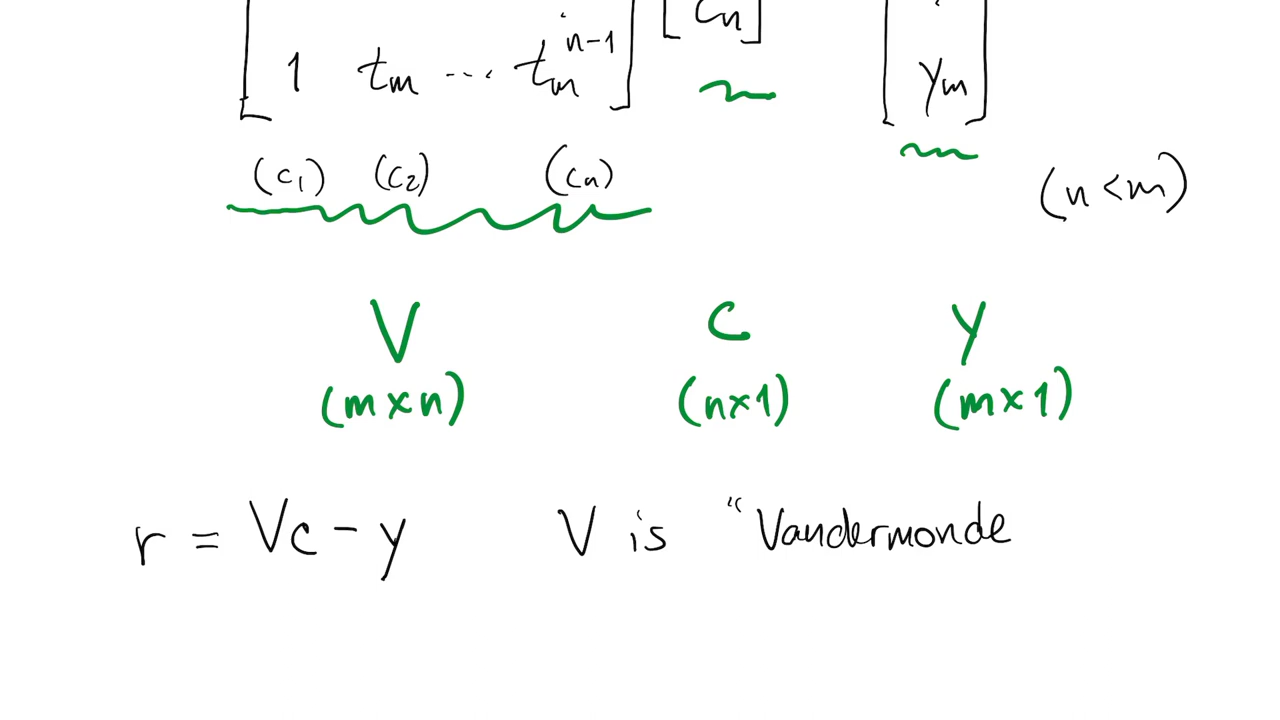 cn
1 tm ... tm^n-1
ym
(c1) (c2) (cn)
(n<m)
V c y
(m×n) (n×1) (m×1)
r = Vc - y V is “Vandermonde